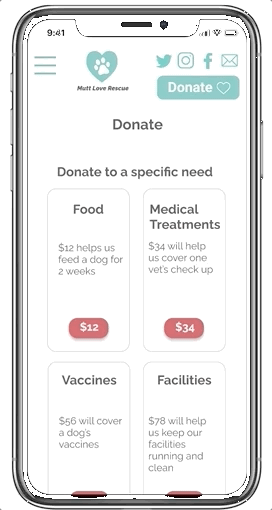 9:41
Mutt Love Rescue
Donate
Donate
Donate to a specific need
Food
$12 helps us
feed a dog for
2 weeks
$12
Medical
Treatments
$34 will help
us cover one
vet's check up
$34
Vaccines
$56 will cover
a dog's
vaccines
Facilities
$78 will help
us keep our
facilities
running and
clean